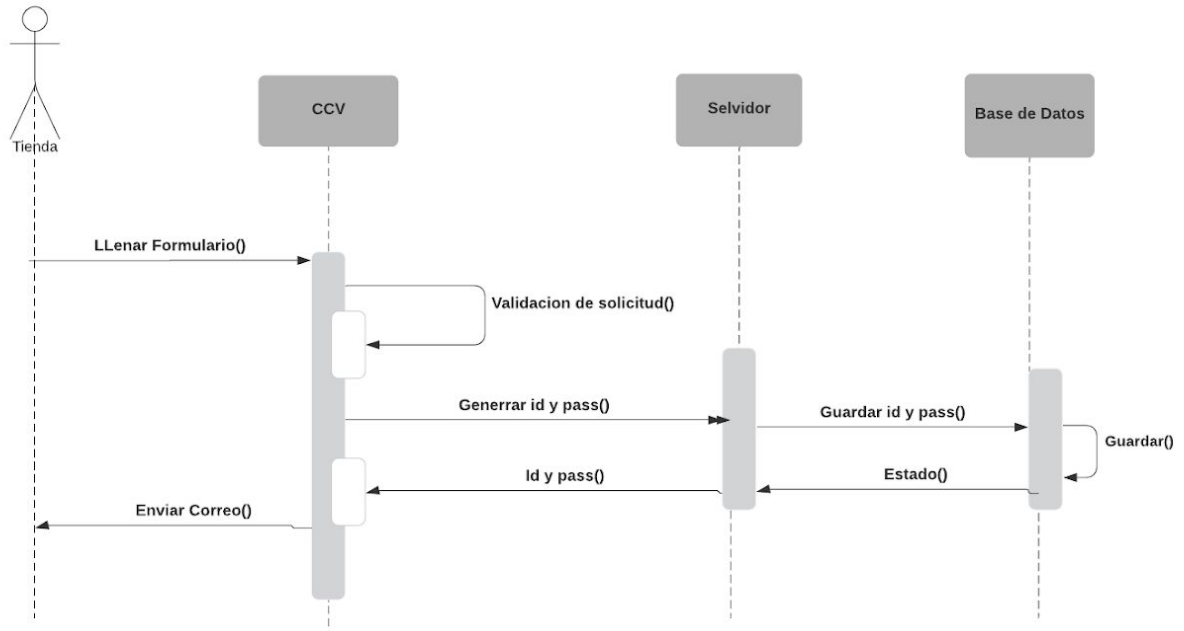 Tienda
CCV
Selvidor
Base de Datos
LLenar Formulario()
Validacion de solicitud()
Generrar id y pass()
Guardar id y pass()
Guardar()
Id y pass()
Estado()
Enviar Correo()